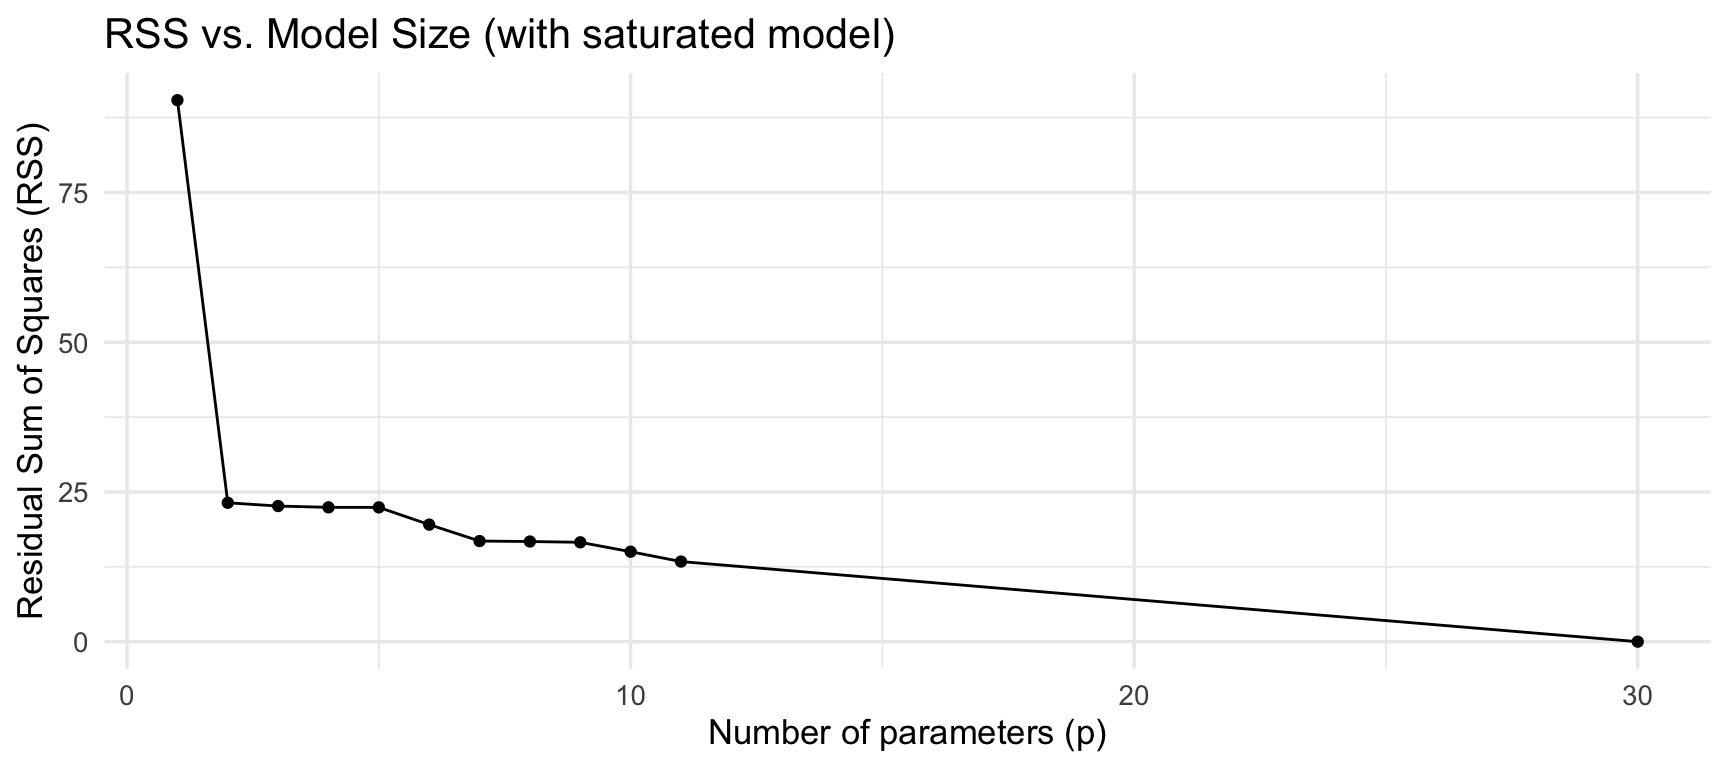 RSS vs. Model Size (with saturated model)
Residual Sum of Squares (RSS)
75
50
25
0
0
10
20
30
Number of parameters (p)